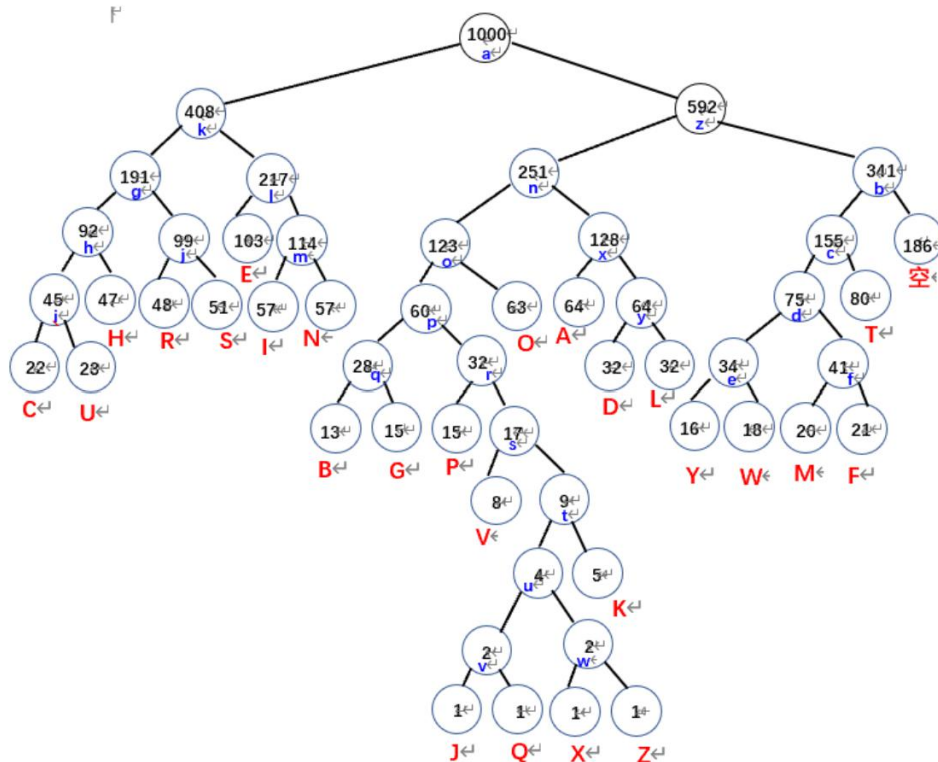 1000
a
408
k
592
z
191
g
217
l
251
n
341
b
92
h
99
i
103
E
114
m
123
o
128
x
155
c
186
空
45
j
47
H
48
R
51
S
57
I
57
N
60
p
63
O
64
A
64
y
75
d
80
T
22
C
23
U
28
q
32
r
32
D
32
L
34
e
41
f
13
B
15
G
15
P
17
s
16
Y
18
W
20
M
21
F
8
V
9
t
4
u
5
K
2
v
2
w
1
J
1
Q
1
X
1
Z